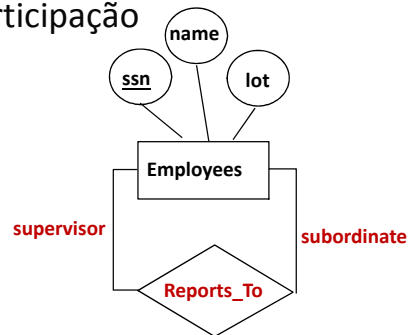 rticipação
name
ssn
lot
Employees
supervisor
subordinate
Reports_To